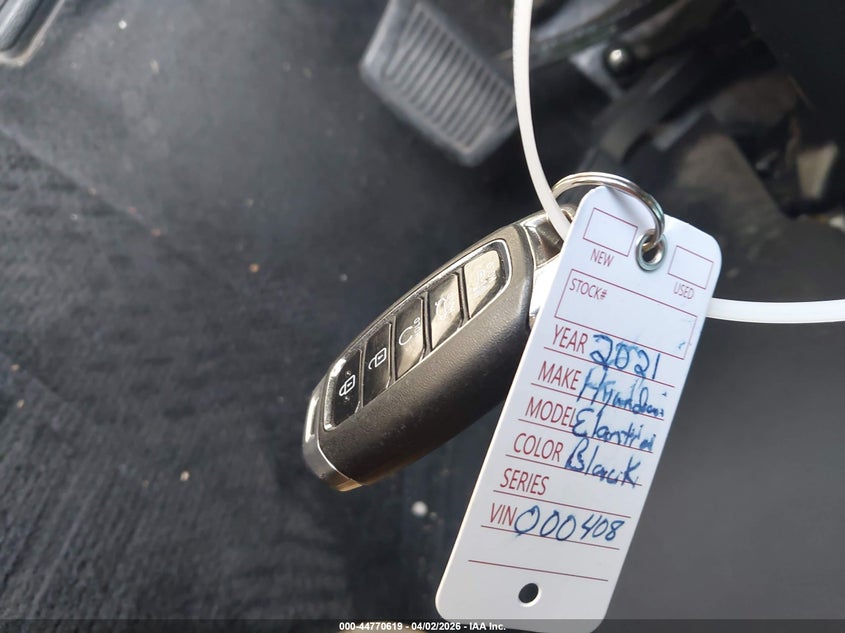 NEW
USED
STOCK#
YEAR 2021
MAKE Hyundai
MODEL Elantra
COLOR Black
SERIES
VIN 000408
000-44770619 - 04/02/2026 - IAA Inc.